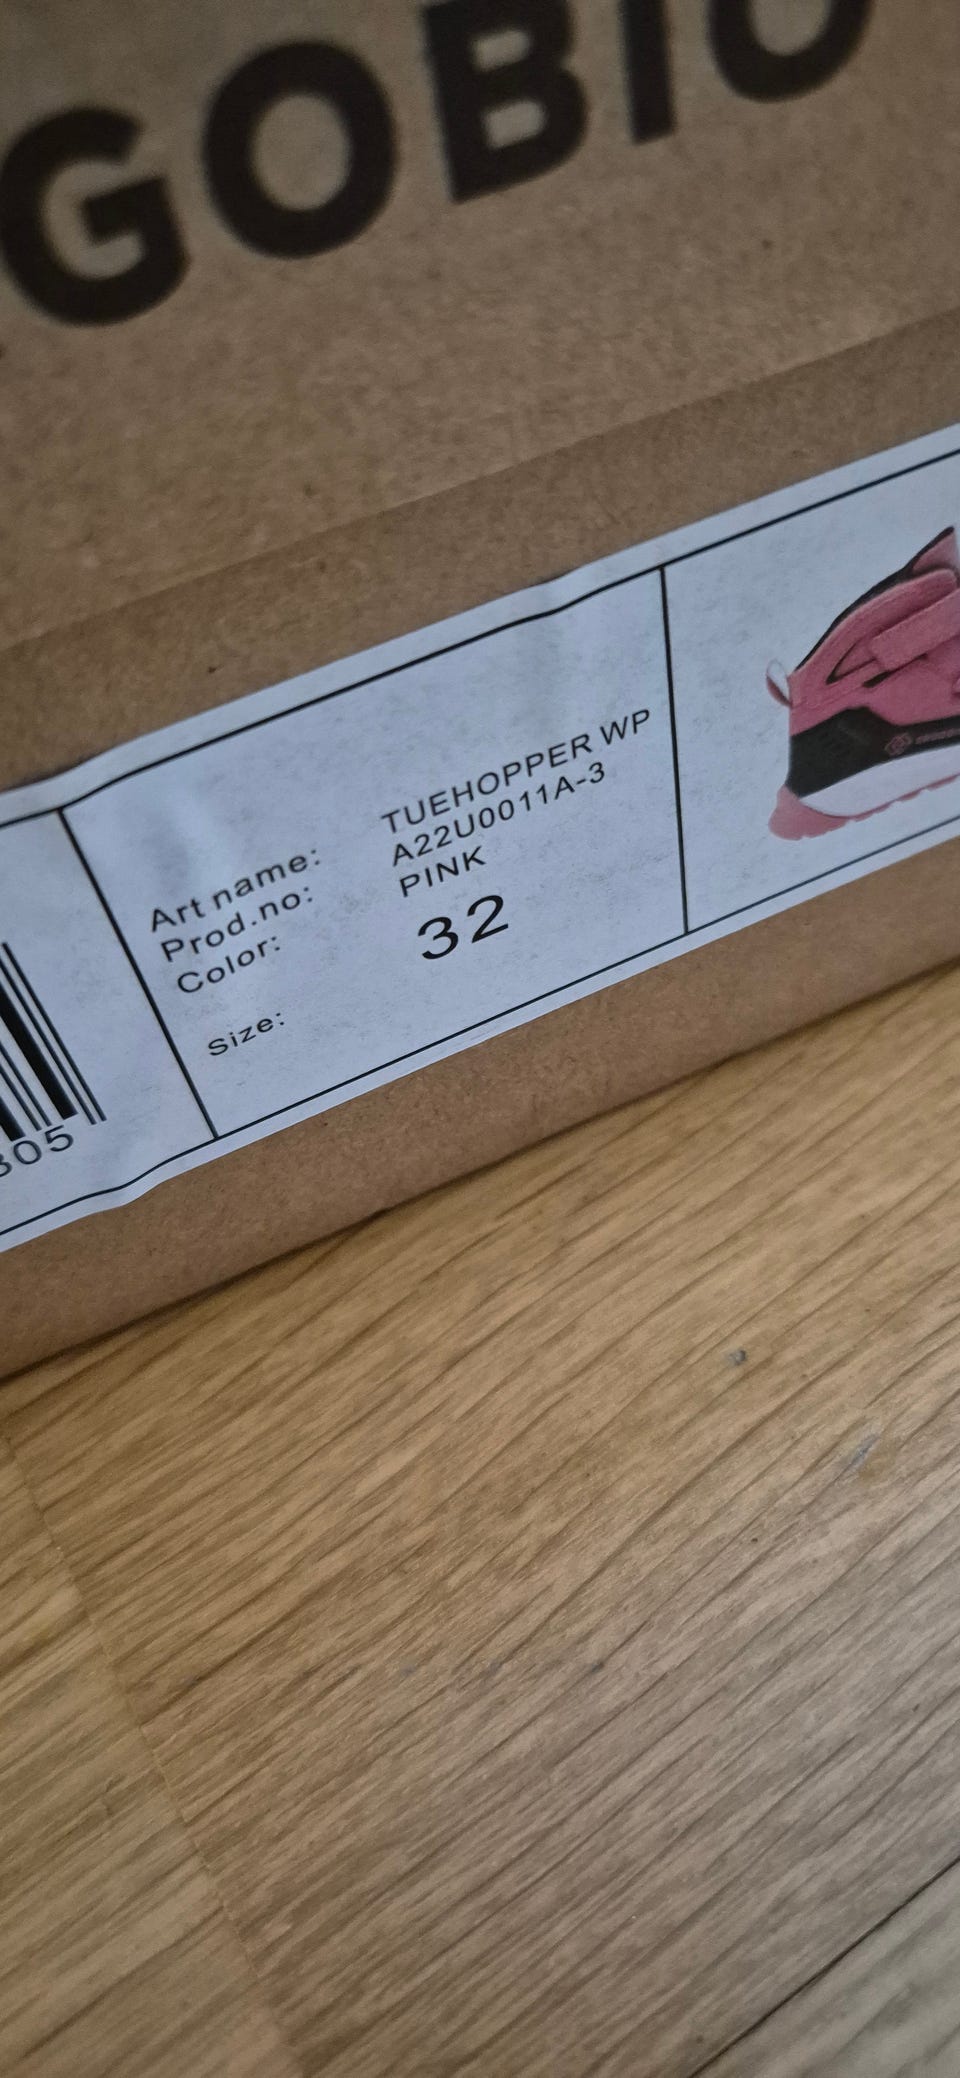 GOBIO
Art name: TUEHOPPER WP
Prod.no: A22U0011A-3
Color: PINK
Size: 32
305